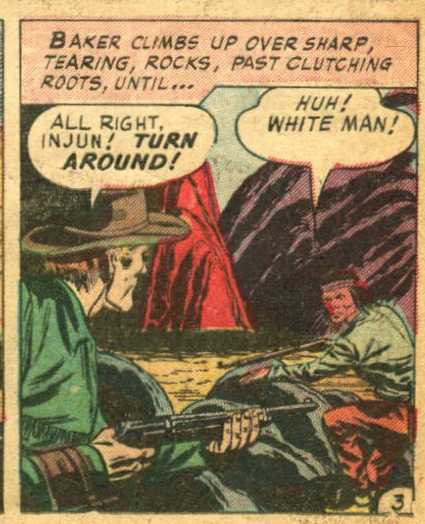 BAKER CLIMBS UP OVER SHARP,
TEARING, ROCKS, PAST CLUTCHING
ROOTS, UNTIL...
ALL RIGHT,
INJUN! TURN
AROUND!
HUH!
WHITE MAN!
3